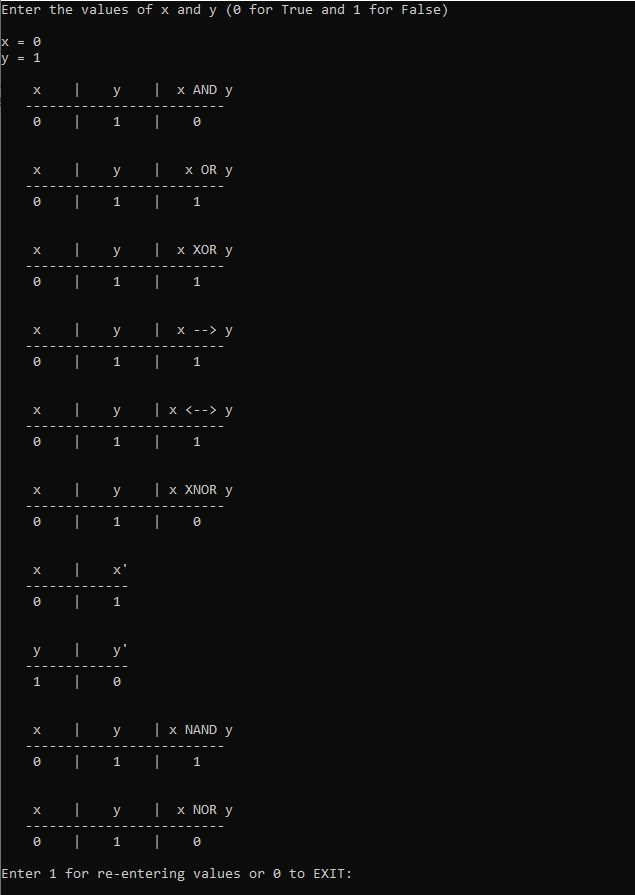 Enter the values of x and y (0 for True and 1 for False)
x = 0
y = 1
x | y | x AND y
-------------------------
0 | 1 | 0
x | y | x OR y
-------------------------
0 | 1 | 1
x | y | x XOR y
-------------------------
0 | 1 | 1
x | y | x --> y
-------------------------
0 | 1 | 1
x | y | x <--> y
-------------------------
0 | 1 | 1
x | y | x XNOR y
-------------------------
0 | 1 | 0
x | x'
-------------
0 | 1
y | y'
-------------
1 | 0
x | y | x NAND y
-------------------------
0 | 1 | 1
x | y | x NOR y
-------------------------
0 | 1 | 0
Enter 1 for re-entering values or 0 to EXIT: